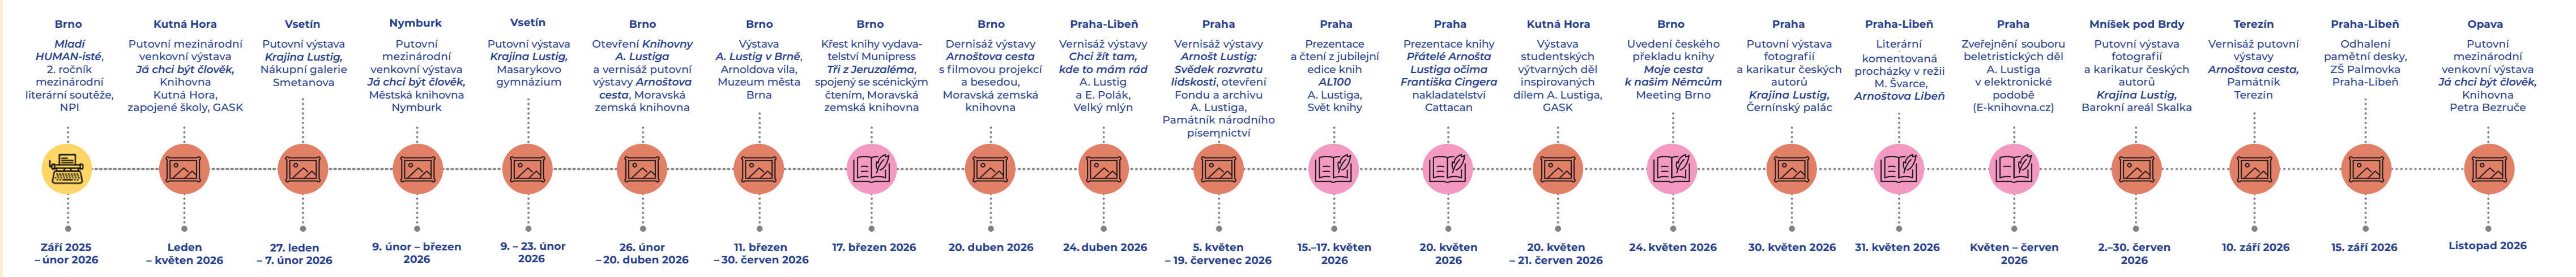 Brno
Mladí
HUMAN-isté,
2. ročník
mezinárodní
literární soutěže,
NPI
Září 2025
– únor 2026
Kutná Hora
Putovní mezinárodní
venkovní výstava
Já chci být člověk,
Knihovna
Kutná Hora,
zapojené školy, GASK
Leden
– květen 2026
Vsetín
Putovní výstava
Krajina Lustig,
Nákupní galerie
Smetanova
27. leden
– 7. únor 2026
Nymburk
Putovní
mezinárodní
venkovní výstava
Já chci být člověk,
Městská knihovna
Nymburk
9. únor – březen
2026
Vsetín
Putovní výstava
Krajina Lustig,
Masarykovo
gymnázium
9. – 23. únor
2026
Brno
Otevření Knihovny
A. Lustiga
a vernisáž putovní
výstavy Arnoštova
cesta, Moravská
zemská knihovna
26. únor
– 20. duben 2026
Brno
Výstava
A. Lustig v Brně,
Arnoldova vila,
Muzeum města
Brna
11. březen
– 30. červen 2026
Brno
Křest knihy vydava-
telství Munipress
Tři z Jeruzaléma,
spojený se scénickým
čtením, Moravská
zemská knihovna
17. březen 2026
Brno
Dernisáž výstavy
Arnoštova cesta
s filmovou projekcí
a besedou,
Moravská zemská
knihovna
20. duben 2026
Praha-Libeň
Vernisáž výstavy
Chci žít tam,
kde to mám rád
A. Lustig
a E. Polák,
Velký mlýn
24. duben 2026
Praha
Vernisáž výstavy
Arnošt Lustig:
Svědek rozvratu
lidskosti, otevření
Fondu a archivu
A. Lustiga,
Památník národního
písemnictví
5. květen
– 19. červenec 2026
Praha
Prezentace
a čtení z jubilejní
edice knih
AL100
A. Lustiga,
Svět knihy
15.–17. květen
2026
Praha
Prezentace knihy
Přátelé Arnošta
Lustiga očima
Františka Cingera
nakladatelství
Cattacan
20. květen
2026
Kutná Hora
Výstava
studentských
výtvarných děl
inspirovaných
dílem A. Lustiga,
GASK
20. květen
– 21. červen 2026
Brno
Uvedení českého
překladu knihy
Moje cesta
k našim Němcům
Meeting Brno
24. květen 2026
Praha
Putovní výstava
fotografií
a karikatur českých
autorů
Krajina Lustig,
Černínský palác
30. květen 2026
Praha-Libeň
Literární
komentovaná
procházky v režii
M. Švarce,
Arnoštova Libeň
31. květen 2026
Praha
Zveřejnění souboru
beletristických děl
A. Lustiga
v elektronické
podobě
(E-knihovna.cz)
Květen – červen
2026
Mníšek pod Brdy
Putovní výstava
fotografií
a karikatur českých
autorů
Krajina Lustig,
Barokní areál Skalka
2.–30. červen
2026
Terezín
Vernisáž putovní
výstavy
Arnoštova cesta,
Památník
Terezín
10. září 2026
Praha-Libeň
Odhalení
pamětní desky,
ZŠ Palmovka
Praha-Libeň
15. září 2026
Opava
Putovní
mezinárodní
venkovní výstava
Já chci být člověk,
Knihovna
Petra Bezruče
Listopad 2026